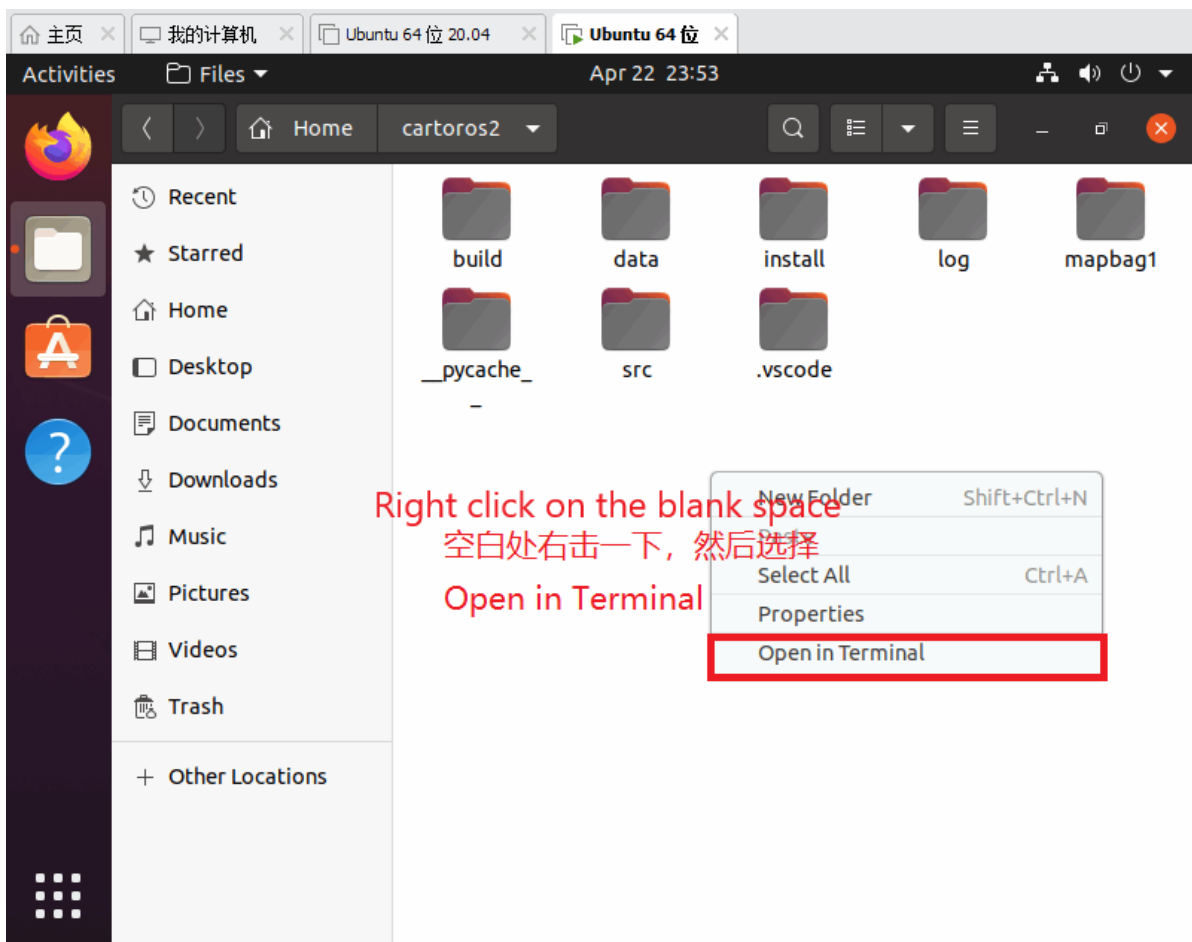 主页
我的计算机
Ubuntu 64 位 20.04
Ubuntu 64 位
Activities
Files
Apr 22 23:53
Home
cartoros2
Recent
Starred
Home
Desktop
Documents
Downloads
Music
Pictures
Videos
Trash
Other Locations
build
data
install
log
mapbag1
__pycache_
_
src
.vscode
Right click on the blank space
空白处右击一下，然后选择
Open in Terminal
New Folder Shift+Ctrl+N
Paste
Select All Ctrl+A
Properties
Open in Terminal